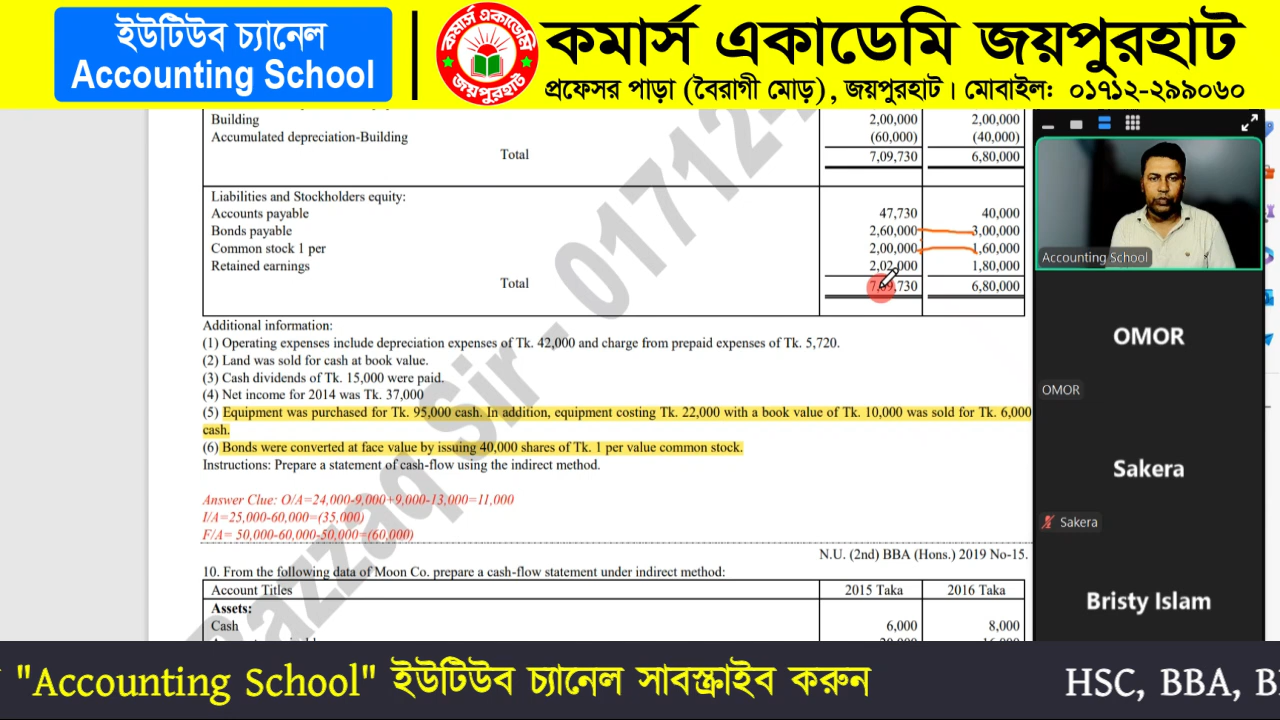 ইউটিউব চ্যানেল
Accounting School
কমার্স একাডেমি
জয়পুরহাট
কমার্স একাডেমি জয়পুরহাট
প্রফেসর পাড়া (বৈরাগী মোড়), জয়পুরহাট। মোবাইল: ০১৭১২-২৯৯০৬০
Building 2,00,000 2,00,000
Accumulated depreciation-Building (60,000) (40,000)
Total 7,09,730 6,80,000
Liabilities and Stockholders equity:
Accounts payable 47,730 40,000
Bonds payable 2,60,000 3,00,000
Common stock 1 per 2,00,000 1,60,000
Retained earnings 2,02,000 1,80,000
Total 7,09,730 6,80,000
Additional information:
(1) Operating expenses include depreciation expenses of Tk. 42,000 and charge from prepaid expenses of Tk. 5,720.
(2) Land was sold for cash at book value.
(3) Cash dividends of Tk. 15,000 were paid.
(4) Net income for 2014 was Tk. 37,000
(5) Equipment was purchased for Tk. 95,000 cash. In addition, equipment costing Tk. 22,000 with a book value of Tk. 10,000 was sold for Tk. 6,000
cash.
(6) Bonds were converted at face value by issuing 40,000 shares of Tk. 1 per value common stock.
Instructions: Prepare a statement of cash-flow using the indirect method.
Answer Clue: O/A=24,000-9,000+9,000-13,000=11,000
I/A=25,000-60,000=(35,000)
F/A= 50,000-60,000-50,000=(60,000)
N.U. (2nd) BBA (Hons.) 2019 No-15.
10. From the following data of Moon Co. prepare a cash-flow statement under indirect method:
Account Titles 2015 Taka 2016 Taka
Assets:
Cash 6,000 8,000
Razzaq Sir - 01712
Accounting School
OMOR
OMOR
Sakera
Sakera
Bristy Islam
"Accounting School" ইউটিউব চ্যানেল সাবস্ক্রাইব করুন HSC, BBA, B